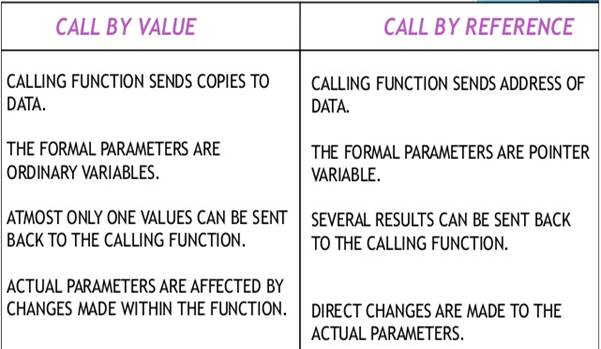 CALL BY VALUE
CALLING FUNCTION SENDS COPIES TO
DATA.
THE FORMAL PARAMETERS ARE
ORDINARY VARIABLES.
ATMOST ONLY ONE VALUES CAN BE SENT
BACK TO THE CALLING FUNCTION.
ACTUAL PARAMETERS ARE AFFECTED BY
CHANGES MADE WITHIN THE FUNCTION.
CALL BY REFERENCE
CALLING FUNCTION SENDS ADDRESS OF
DATA.
THE FORMAL PARAMETERS ARE POINTER
VARIABLE.
SEVERAL RESULTS CAN BE SENT BACK
TO THE CALLING FUNCTION.
DIRECT CHANGES ARE MADE TO THE
ACTUAL PARAMETERS.